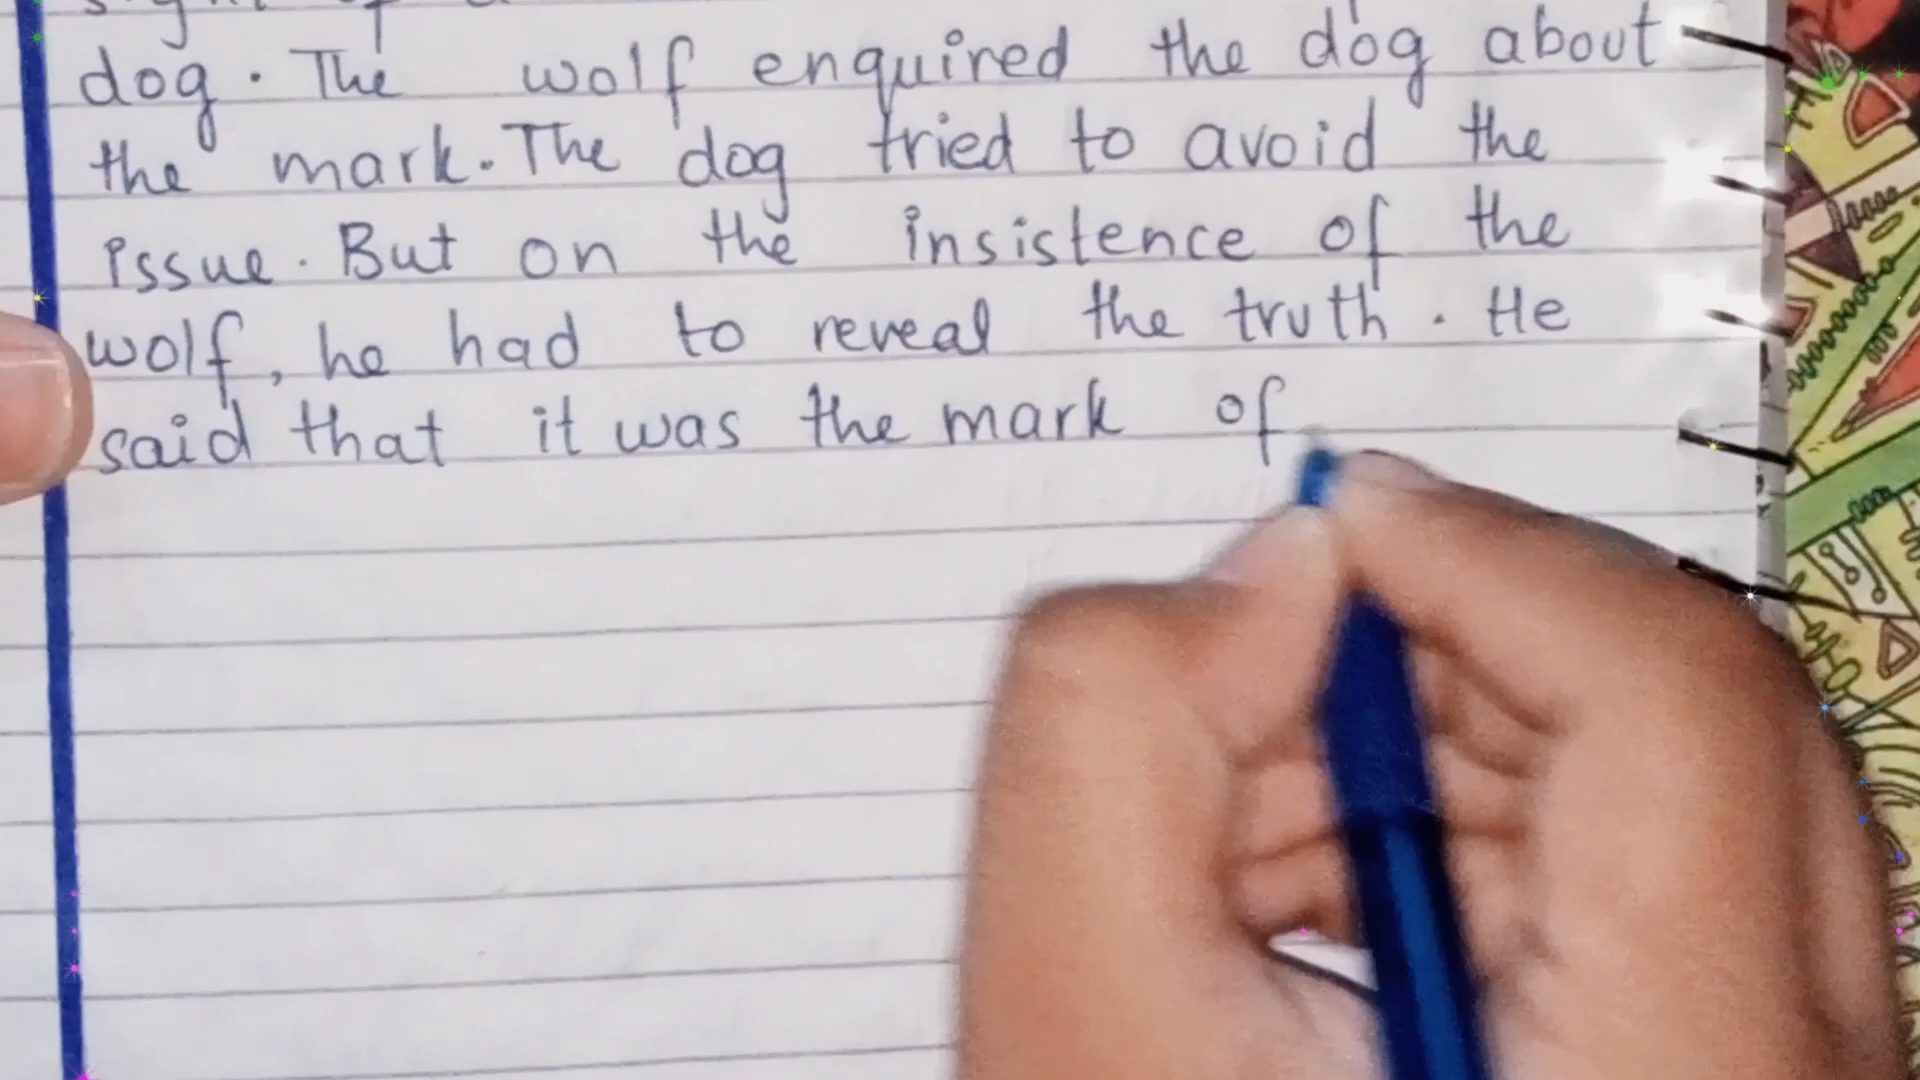 dog. The wolf enquired the dog about
the mark. The dog tried to avoid the
issue. But on the insistence of the
wolf, he had to reveal the truth. He
said that it was the mark of